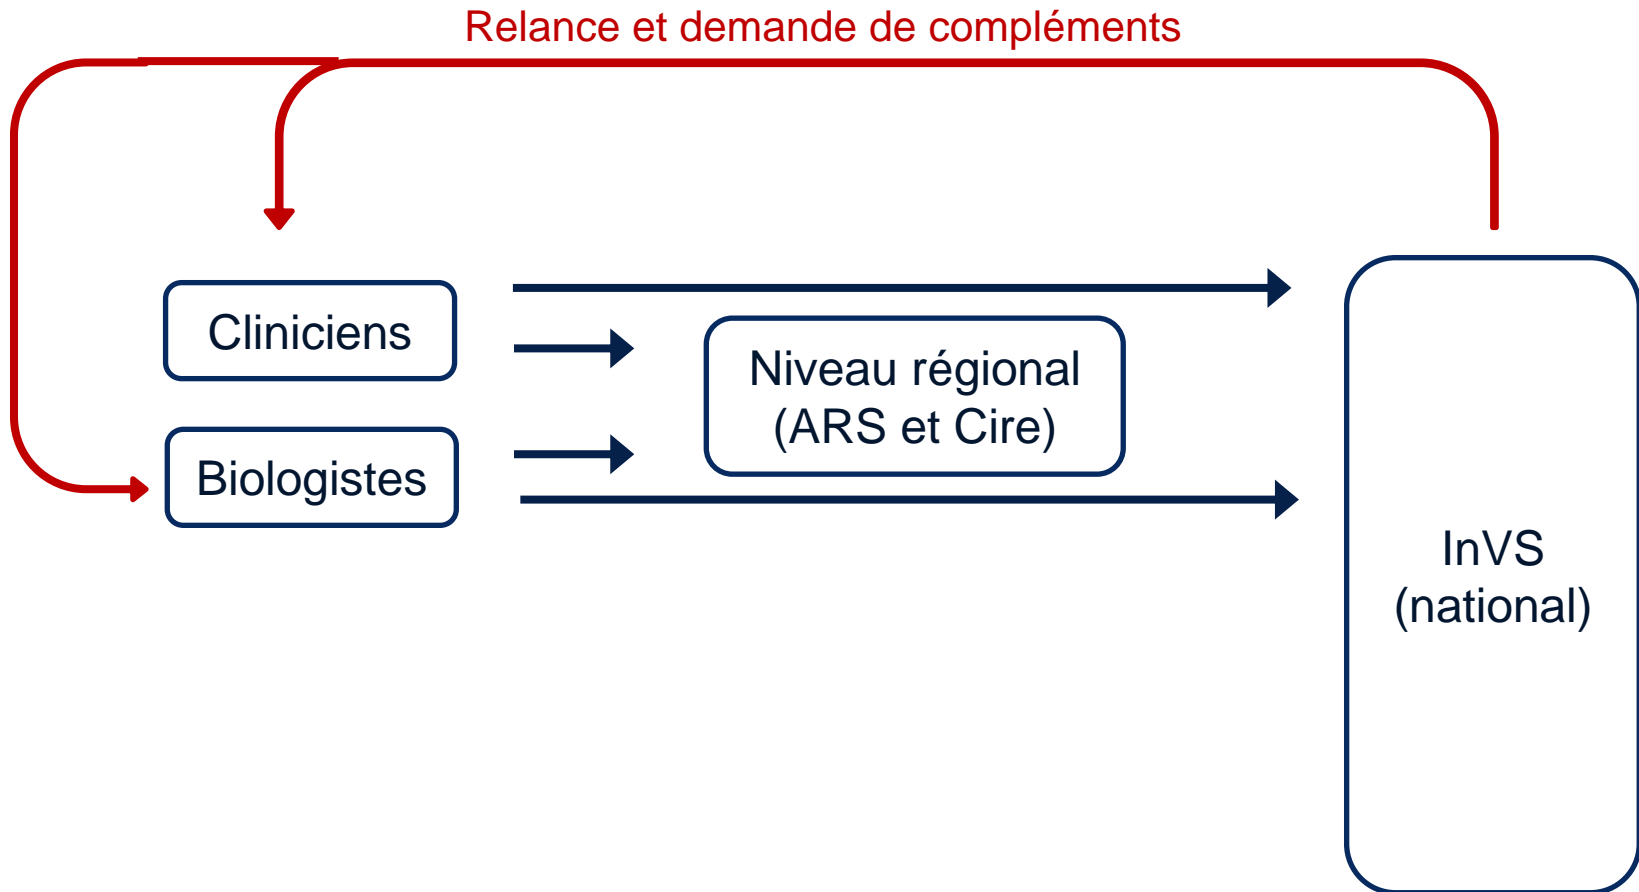 Relance et demande de compléments
Cliniciens
Niveau régional
(ARS et Cire)
Biologistes
InVS
(national)